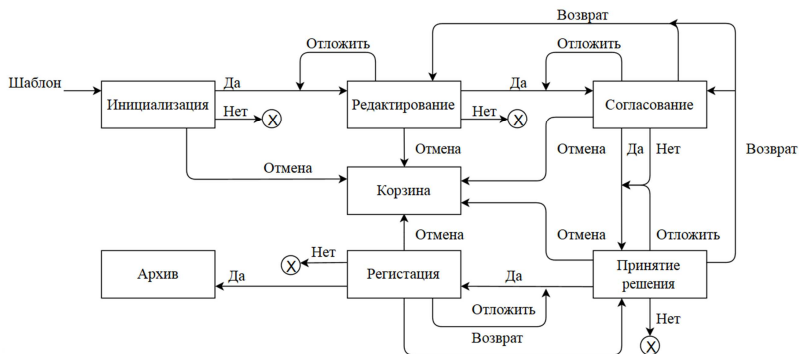 Возврат
Отложить
Отложить
Шаблон
Да
Да
Инициализация
Редактирование
Согласование
Нет
X
Нет
X
Отмена
Отмена
Да
Нет
Возврат
Отмена
Корзина
Отмена
Отмена
Отложить
Архив
Да
Нет
X
Регистация
Да
Принятие
решения
Отложить
Возврат
Нет
X